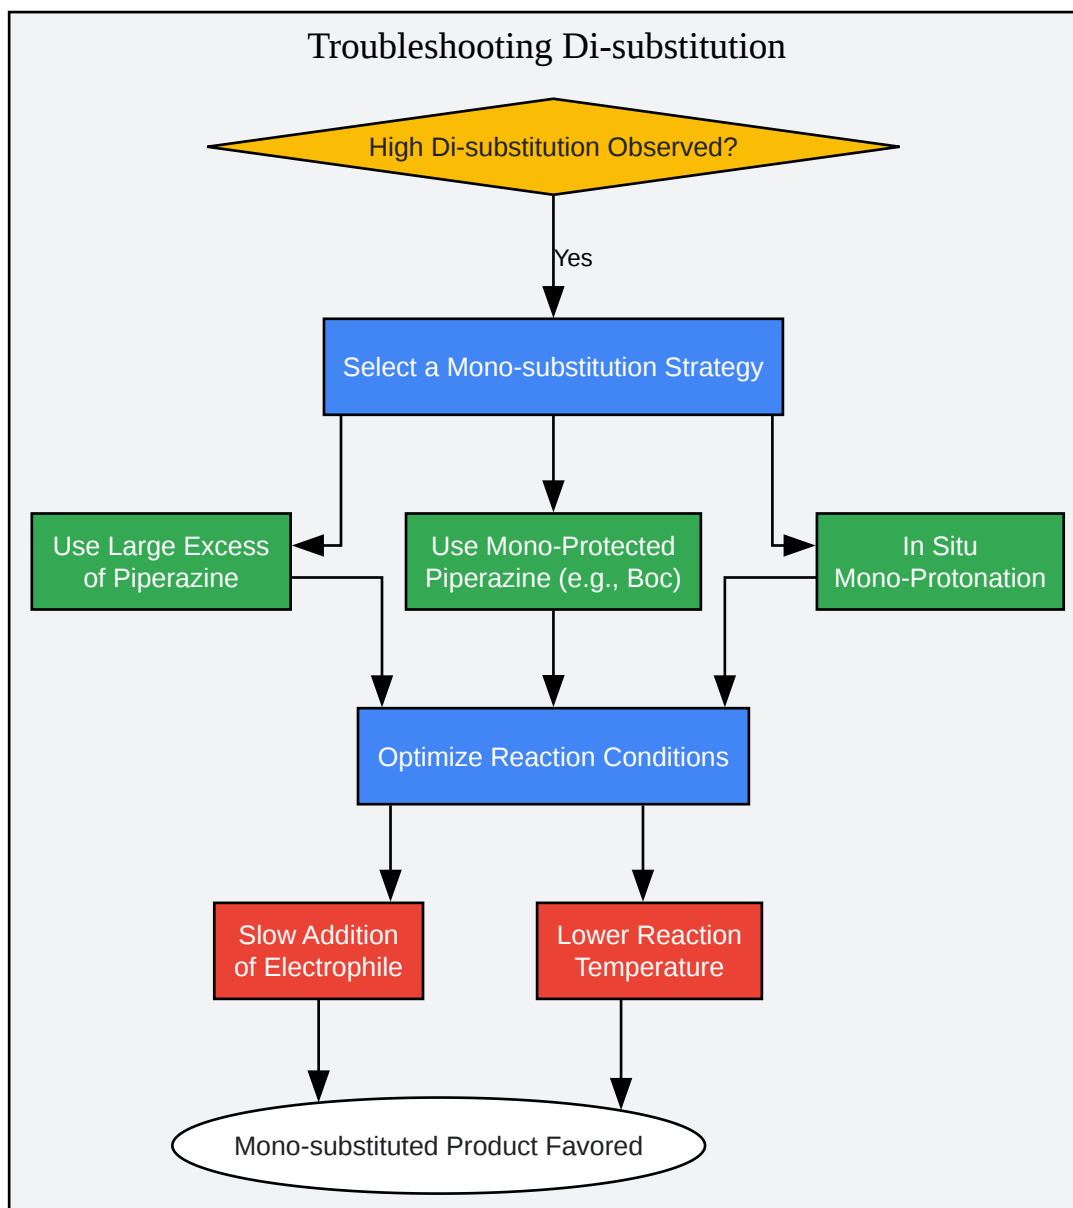 Troubleshooting Di-substitution
High Di-substitution Observed?
Yes
Select a Mono-substitution Strategy
Use Large Excess
of Piperazine
Use Mono-Protected
Piperazine (e.g., Boc)
In Situ
Mono-Protonation
Optimize Reaction Conditions
Slow Addition
of Electrophile
Lower Reaction
Temperature
Mono-substituted Product Favored